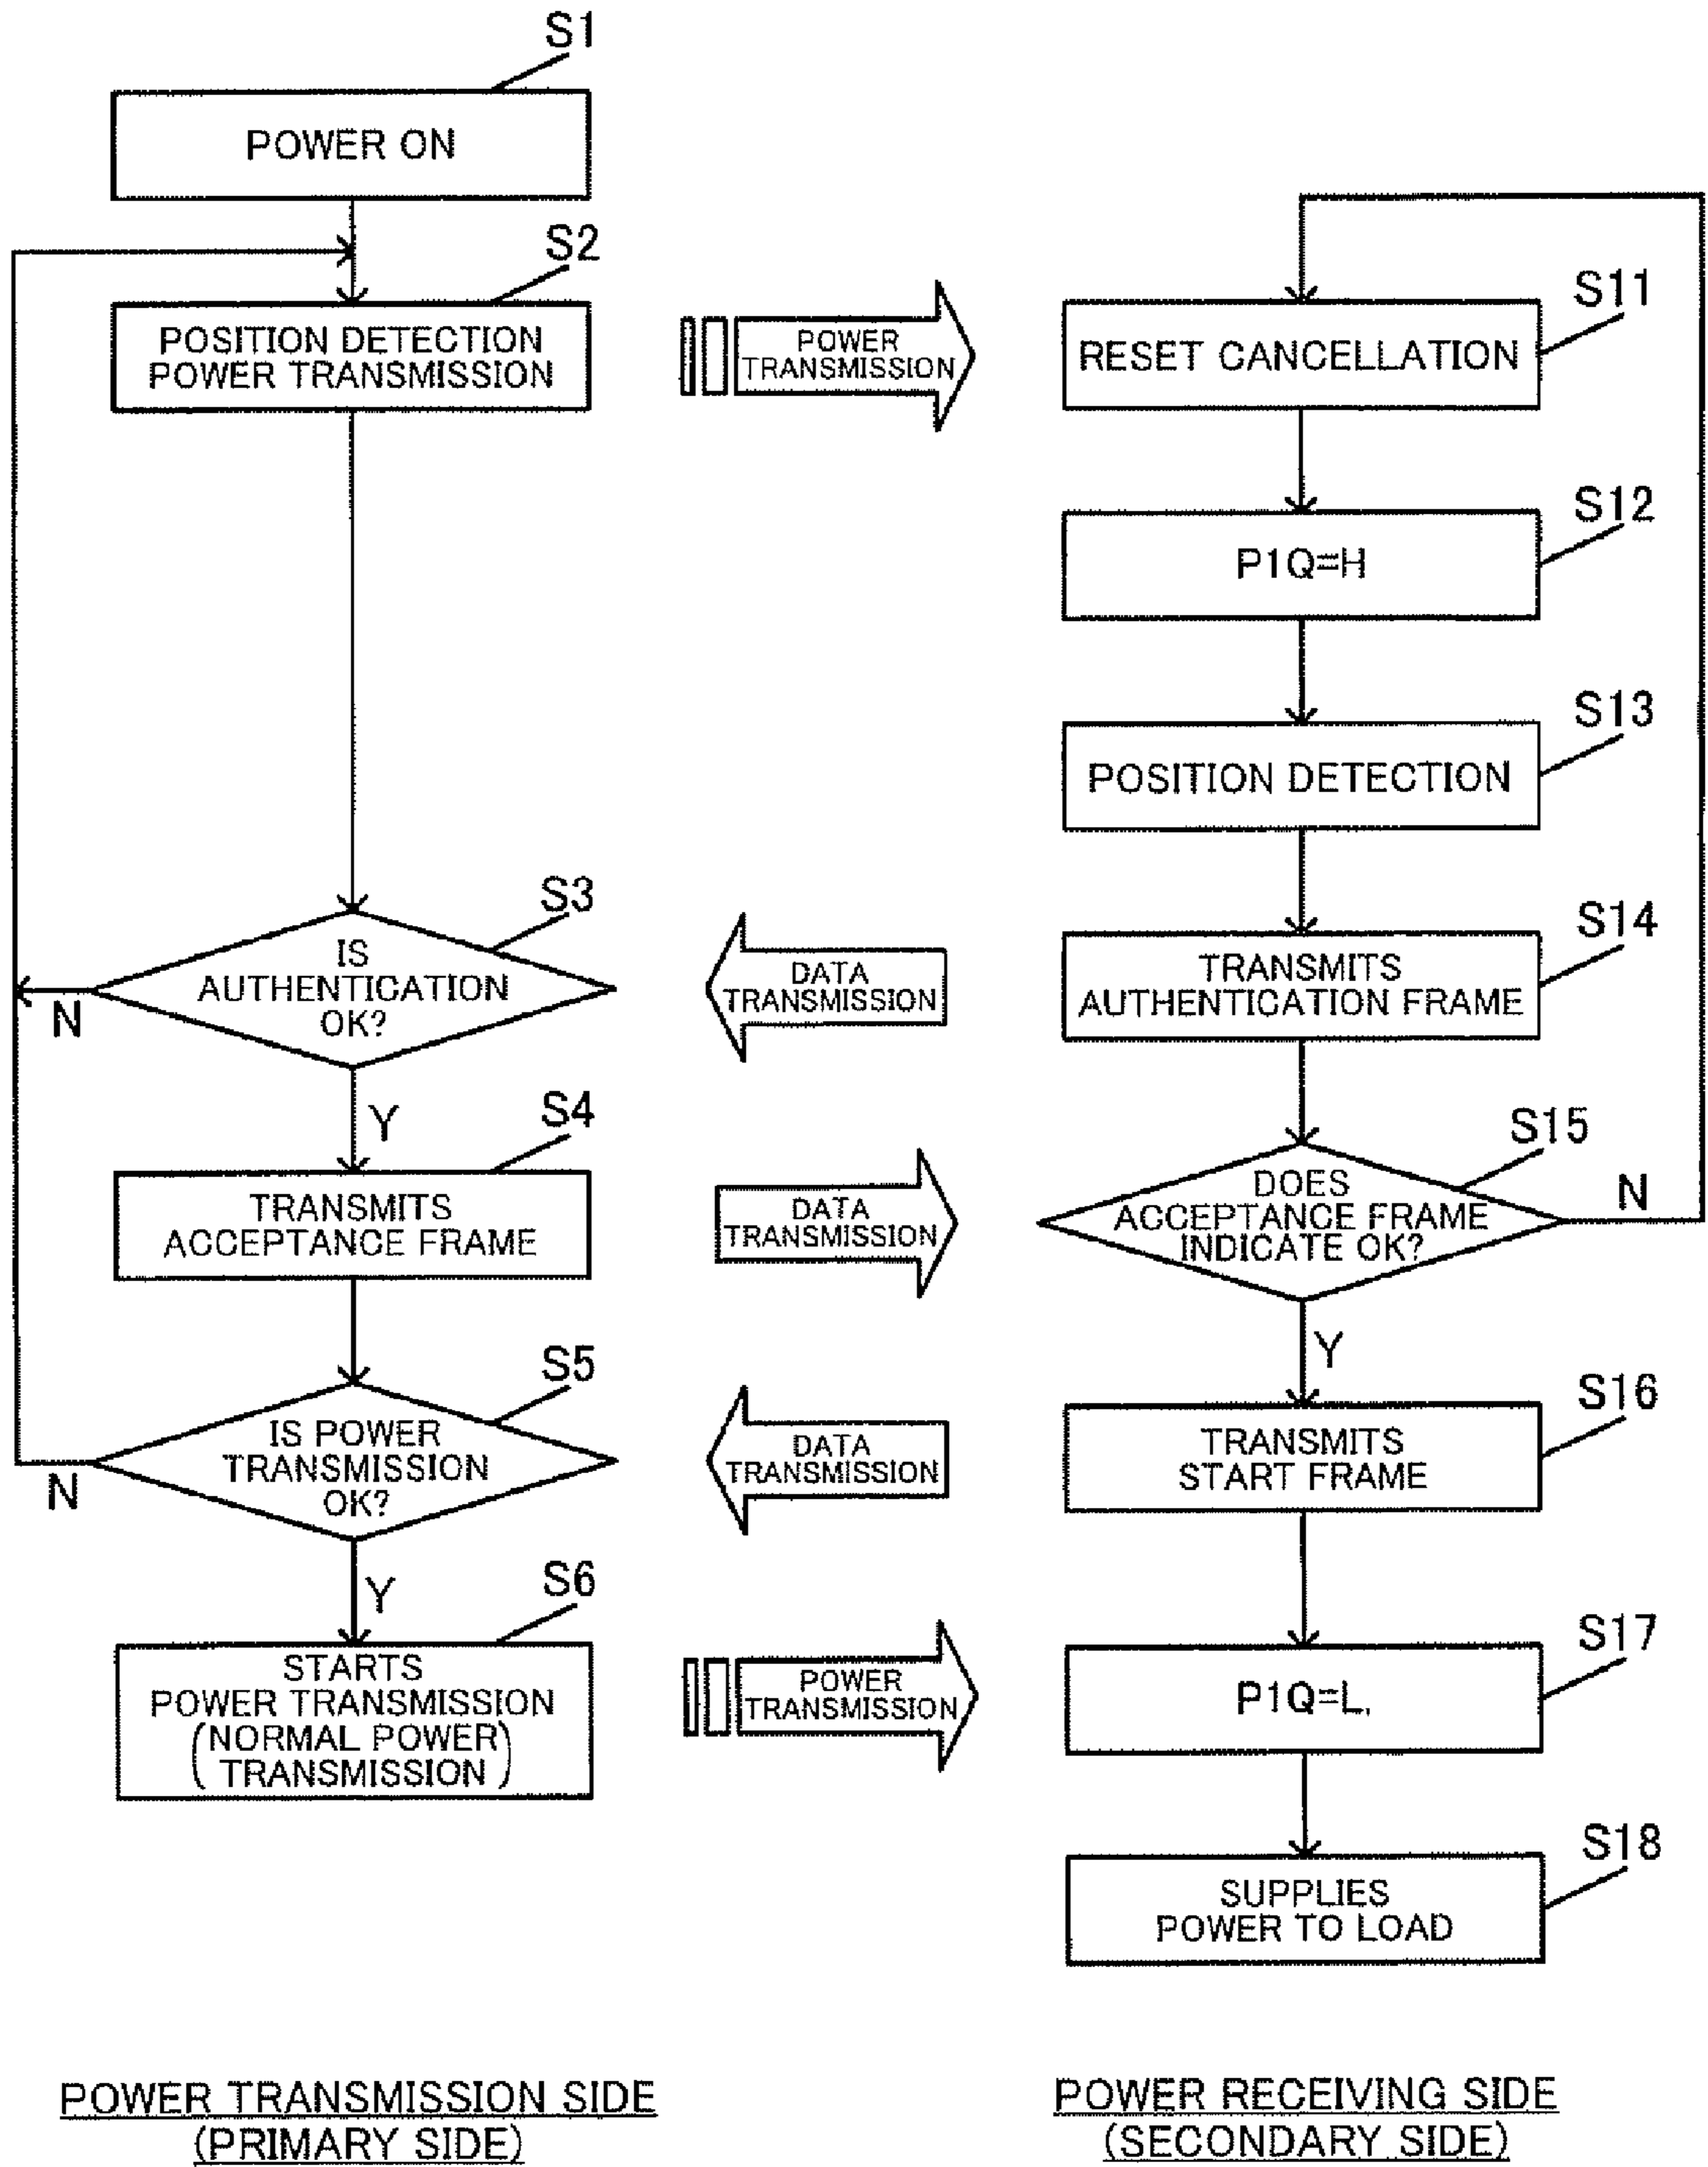 S1
POWER ON
S2
POSITION DETECTION
POWER TRANSMISSION
POWER
TRANSMISSION
S11
RESET CANCELLATION
S12
P1Q=H
S13
POSITION DETECTION
S3
IS
AUTHENTICATION
OK?
N
Y
DATA
TRANSMISSION
S14
TRANSMITS
AUTHENTICATION FRAME
S4
TRANSMITS
ACCEPTANCE FRAME
DATA
TRANSMISSION
S15
DOES
ACCEPTANCE FRAME
INDICATE OK?
N
Y
S5
IS POWER
TRANSMISSION
OK?
N
Y
DATA
TRANSMISSION
S16
TRANSMITS
START FRAME
S6
STARTS
POWER TRANSMISSION
(NORMAL POWER
TRANSMISSION)
POWER
TRANSMISSION
S17
P1Q=L,
S18
SUPPLIES
POWER TO LOAD
POWER TRANSMISSION SIDE
(PRIMARY SIDE)
POWER RECEIVING SIDE
(SECONDARY SIDE)